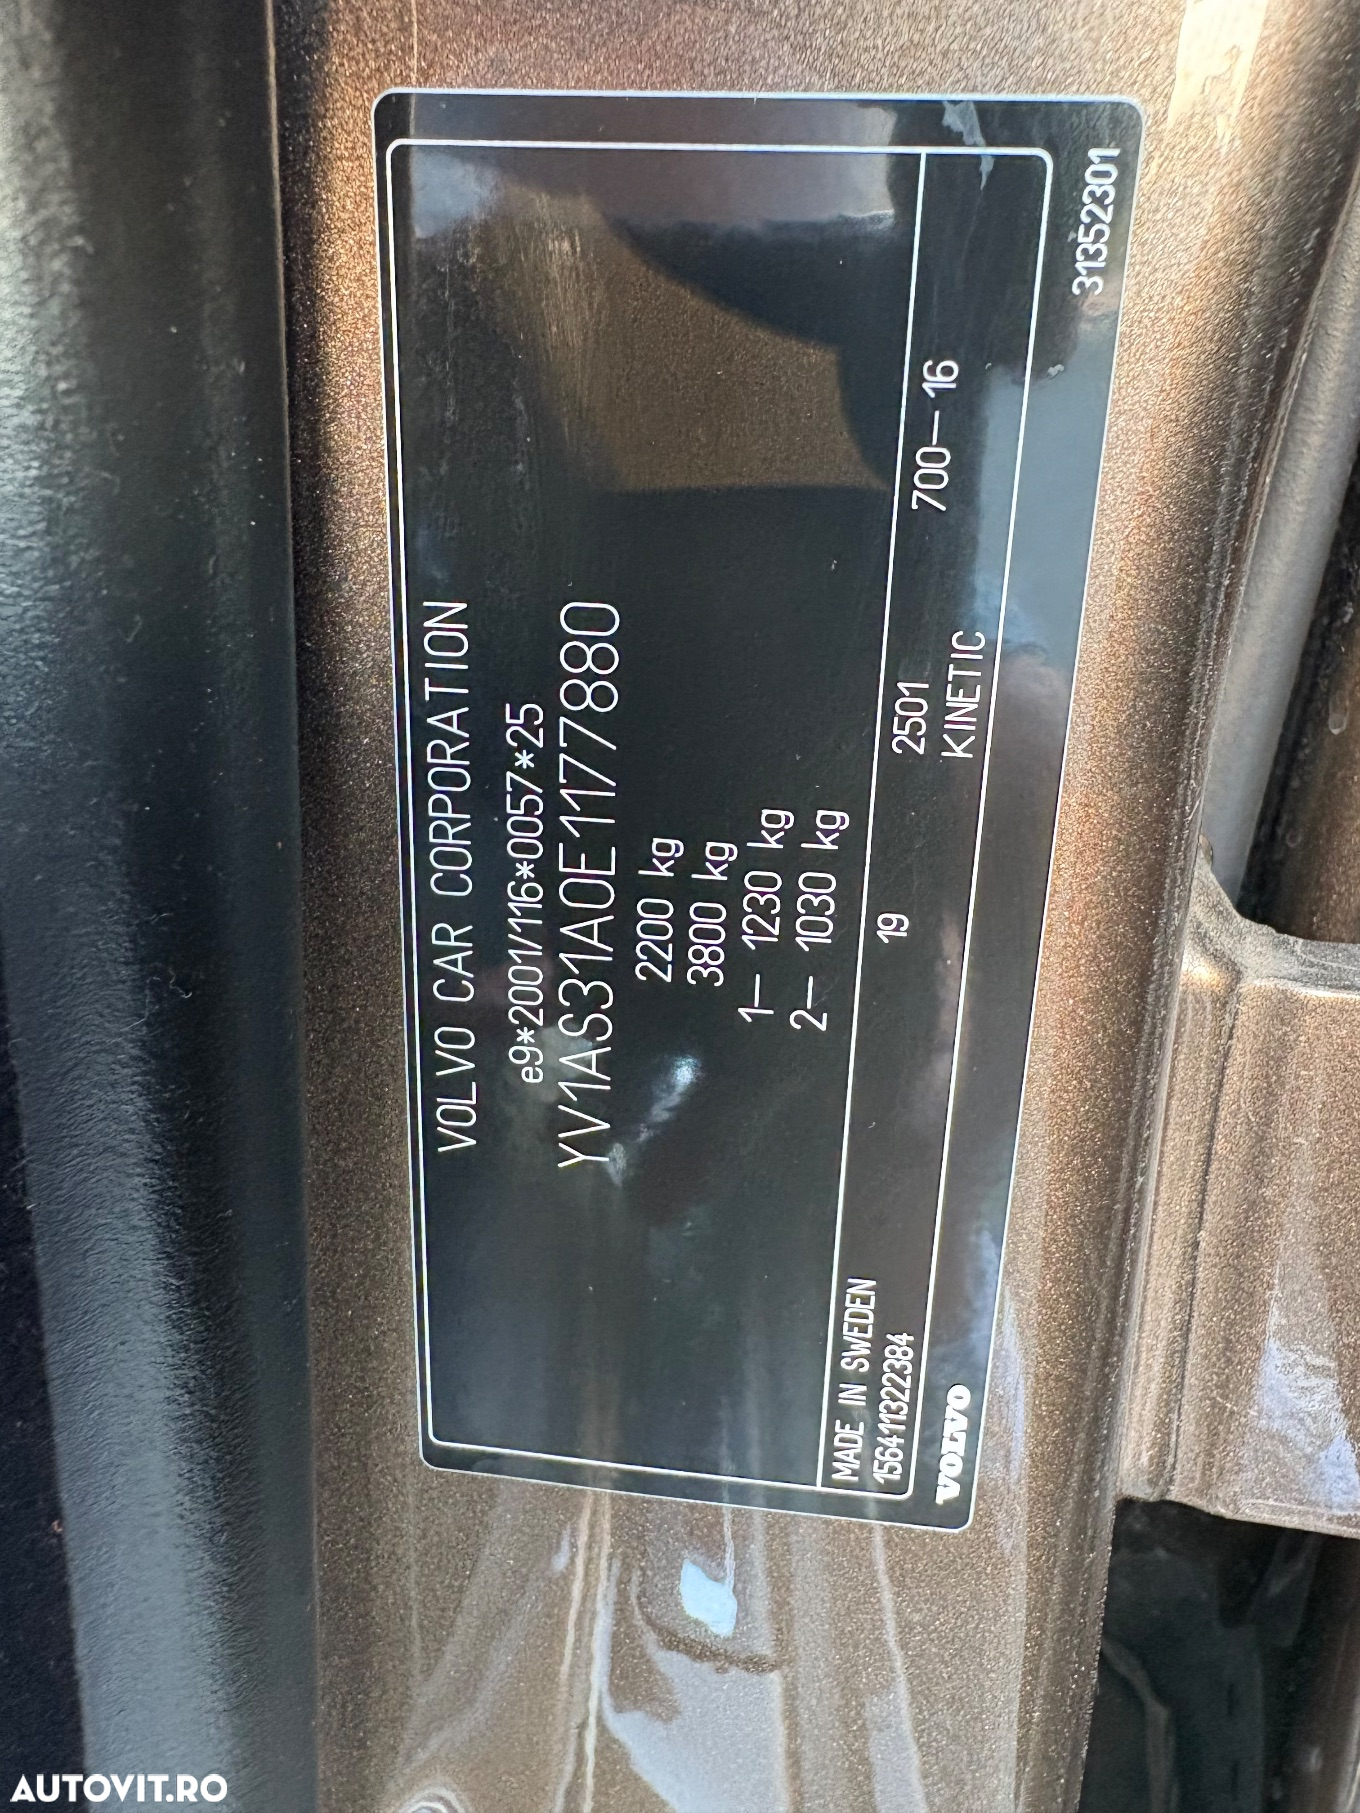 VOLVO CAR CORPORATION
e9*2001/116*0057*25
YV1AS31A0E1177880
2200 kg
3800 kg
1– 1230 kg
2– 1030 kg
MADE IN SWEDEN
156411322384
19
2501
700–16
KINETIC
VOLVO
31352301
AUTOVIT.RO